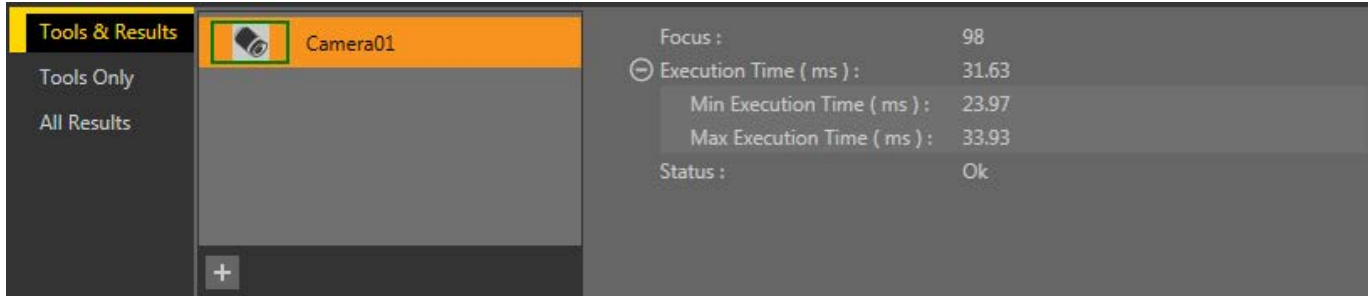 Tools & Results
Tools Only
All Results
Camera01
+
Focus : 98
Execution Time ( ms ) : 31.63
Min Execution Time ( ms ) : 23.97
Max Execution Time ( ms ) : 33.93
Status : Ok